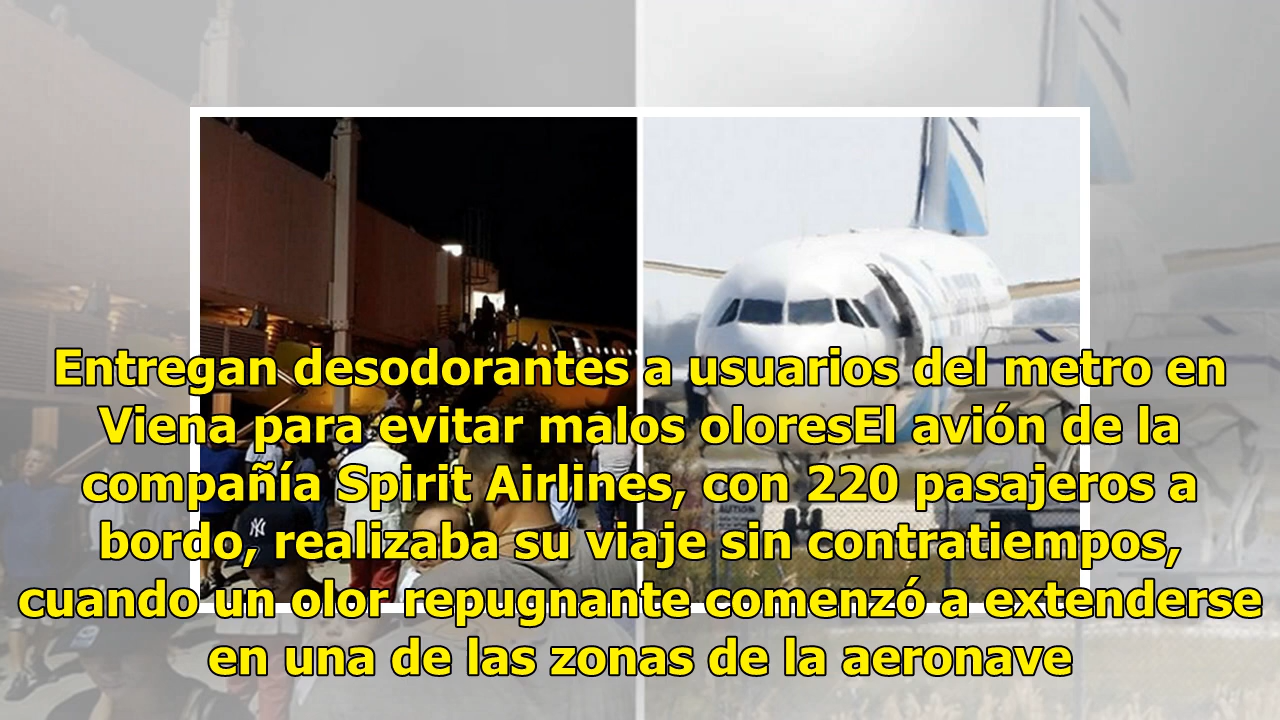 Entregan desodorantes a usuarios del metro en
Viena para evitar malos oloresEl avión de la
compañía Spirit Airlines, con 220 pasajeros a
bordo, realizaba su viaje sin contratiempos,
cuando un olor repugnante comenzó a extenderse
en una de las zonas de la aeronave
CAUTION
NY